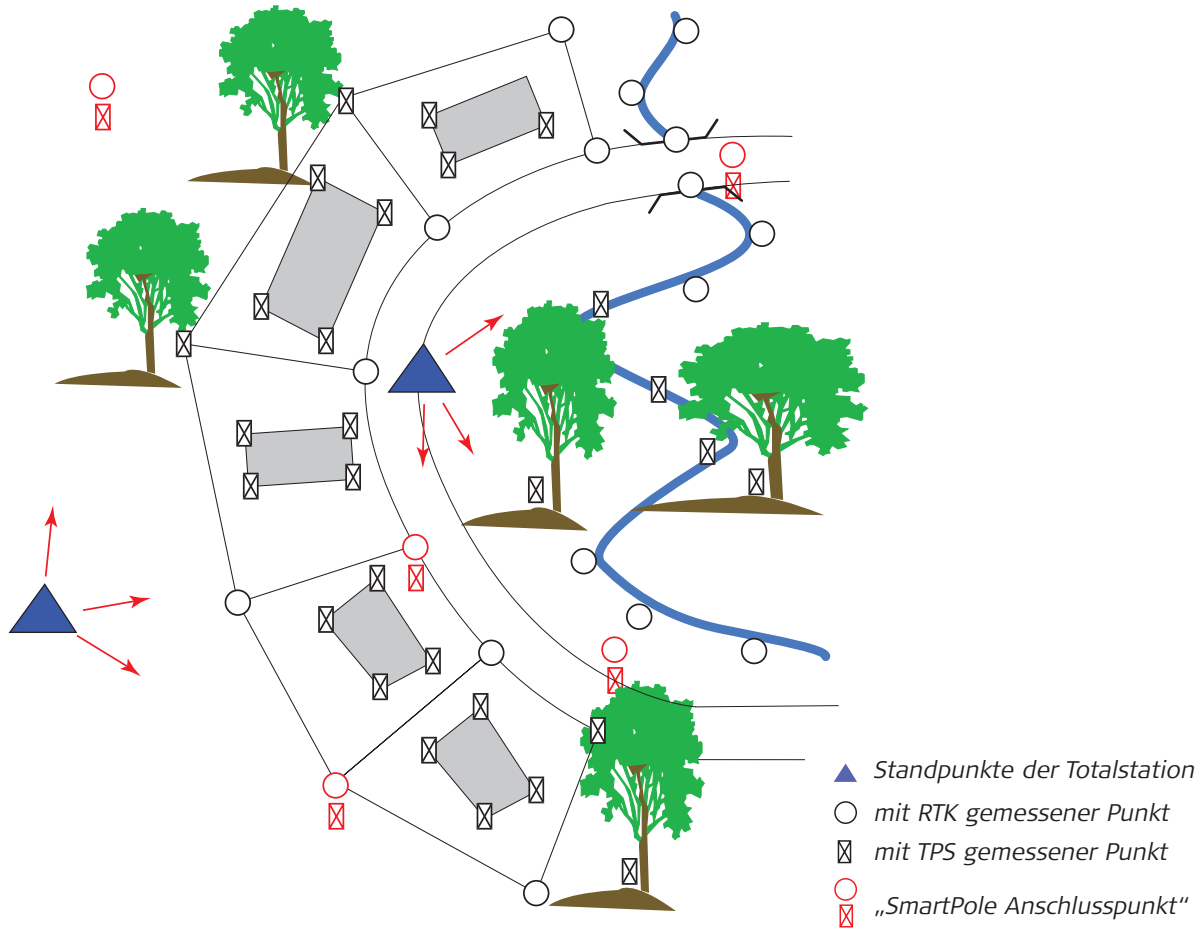 Standpunkte der Totalstation
mit RTK gemessener Punkt
mit TPS gemessener Punkt
„SmartPole Anschlusspunkt“